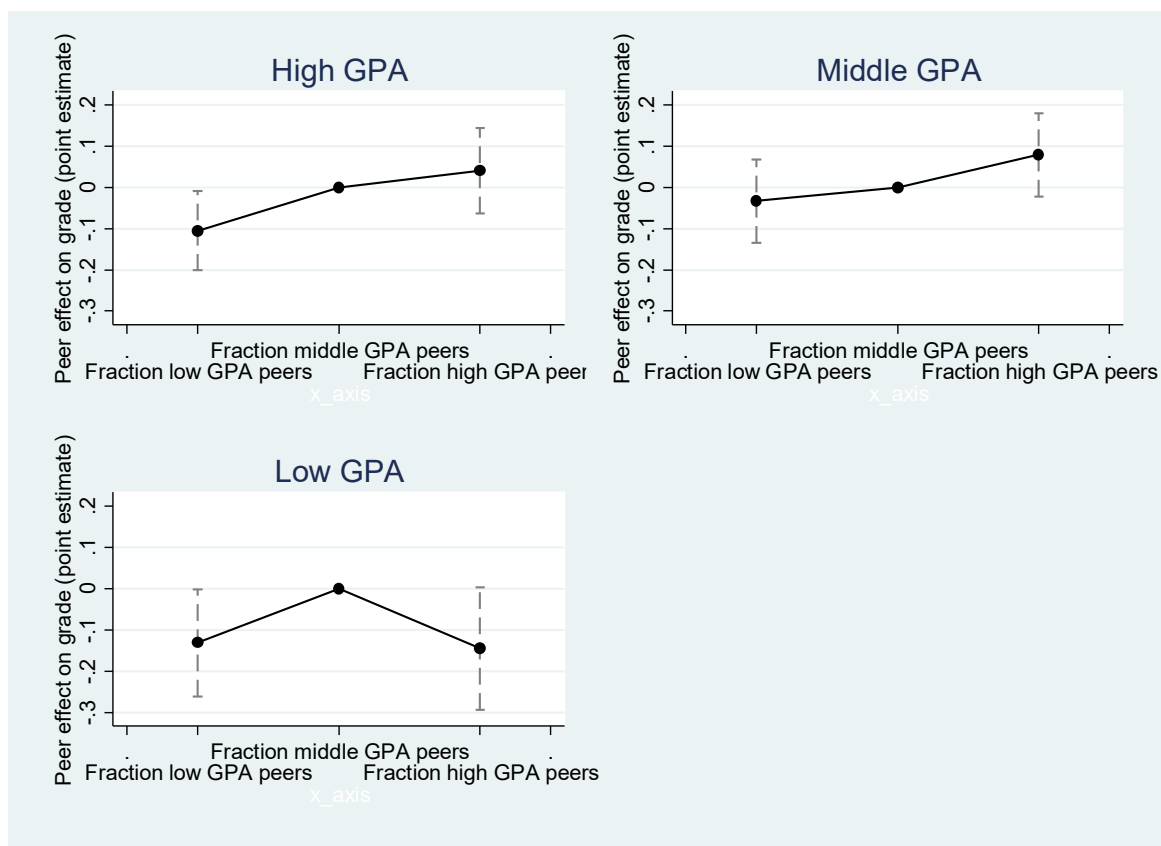 High GPA
Peer effect on grade (point estimate)
.2
.1
0
-.1
-.2
-.3
. Fraction middle GPA peers .
Fraction low GPA peers Fraction high GPA peer
x_axis
Middle GPA
Peer effect on grade (point estimate)
.2
.1
0
-.1
-.2
-.3
. Fraction middle GPA peers .
Fraction low GPA peers Fraction high GPA peers
x_axis
Low GPA
Peer effect on grade (point estimate)
.2
.1
0
-.1
-.2
-.3
. Fraction middle GPA peers .
Fraction low GPA peers Fraction high GPA peers
x_axis